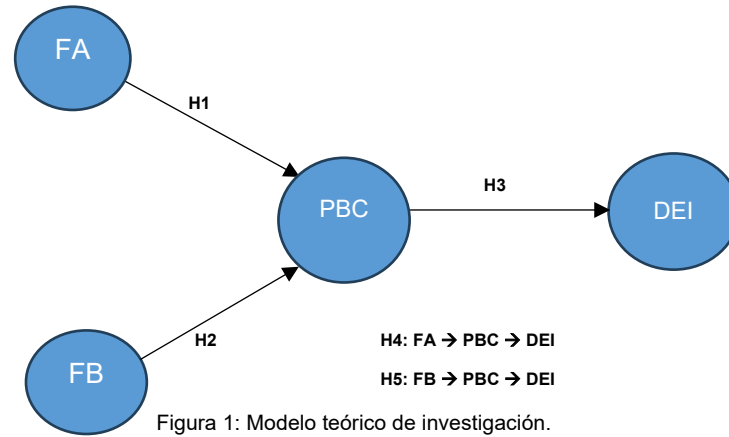 FA
H1
PBC
H3
DEI
H2
FB
H4: FA → PBC → DEI
H5: FB → PBC → DEI
Figura 1: Modelo teórico de investigación.